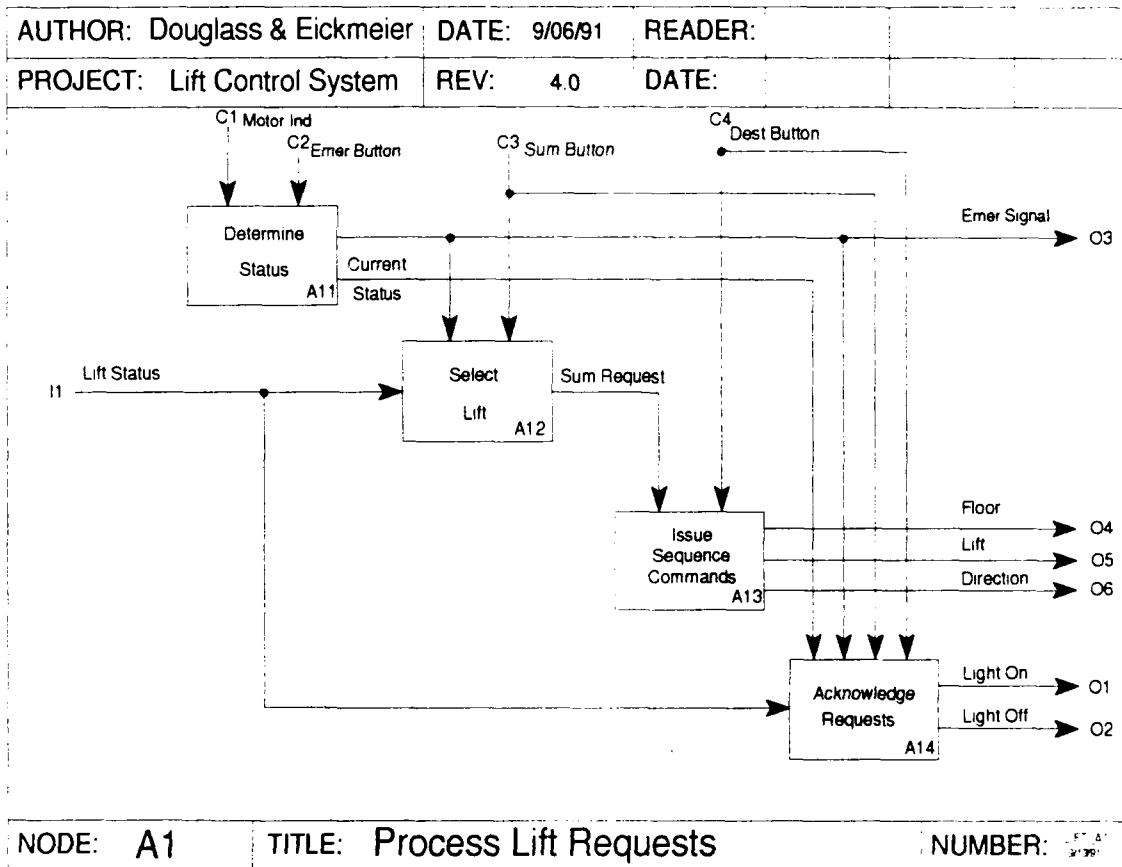 AUTHOR: Douglass & Eickmeier DATE: 9/06/91 READER:
PROJECT: Lift Control System REV: 4.0 DATE:
C1 Motor Ind
C2 Emer Button
C3 Sum Button
C4 Dest Button
Determine
Status
A11
Emer Signal
O3
Current
Status
I1
Lift Status
Select
Lift
A12
Sum Request
Issue
Sequence
Commands
A13
Floor
O4
Lift
O5
Direction
O6
Acknowledge
Requests
A14
Light On
O1
Light Off
O2
NODE: A1 TITLE: Process Lift Requests NUMBER: